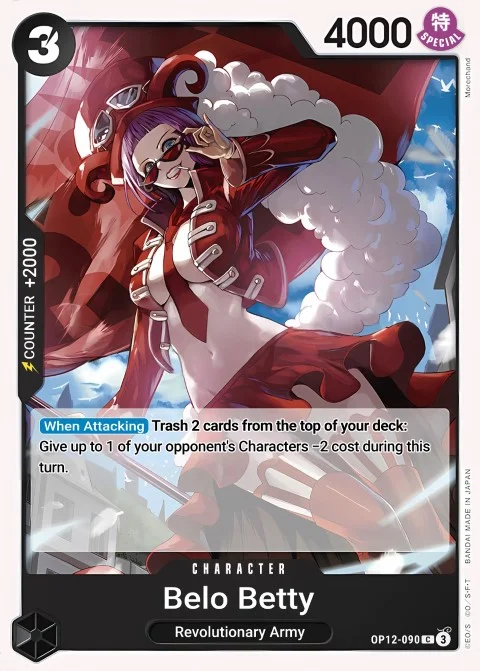 3
4000
特
SPECIAL
Morechand
COUNTER +2000
When Attacking Trash 2 cards from the top of your deck:
Give up to 1 of your opponent's Characters −2 cost during this
turn.
CHARACTER
Belo Betty
Revolutionary Army
OP12-090 C 3
©E.O/S ©O/S・F・T BANDAI MADE IN JAPAN